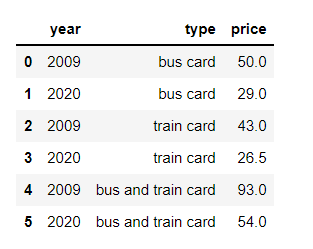 year type price
0 2009 bus card 50.0
1 2020 bus card 29.0
2 2009 train card 43.0
3 2020 train card 26.5
4 2009 bus and train card 93.0
5 2020 bus and train card 54.0